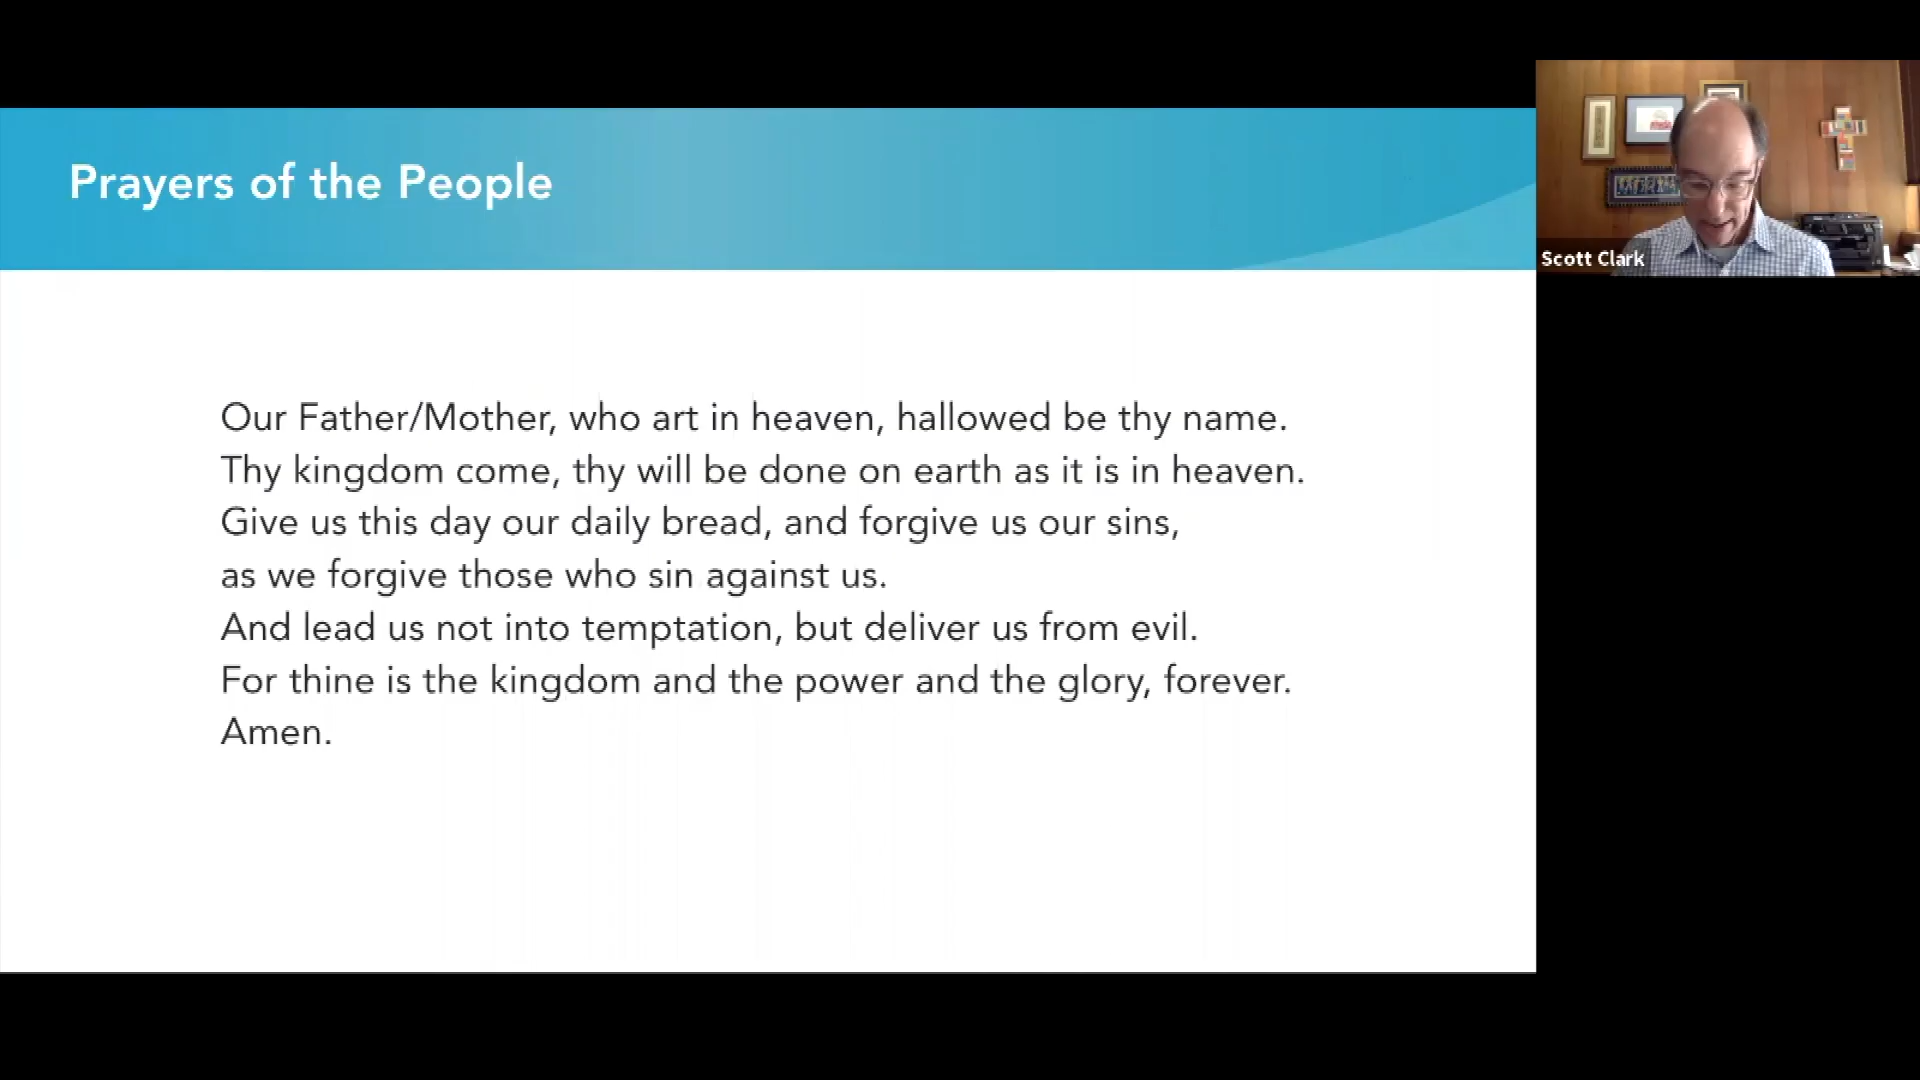 Prayers of the People
Scott Clark
Our Father/Mother, who art in heaven, hallowed be thy name.
Thy kingdom come, thy will be done on earth as it is in heaven.
Give us this day our daily bread, and forgive us our sins,
as we forgive those who sin against us.
And lead us not into temptation, but deliver us from evil.
For thine is the kingdom and the power and the glory, forever.
Amen.